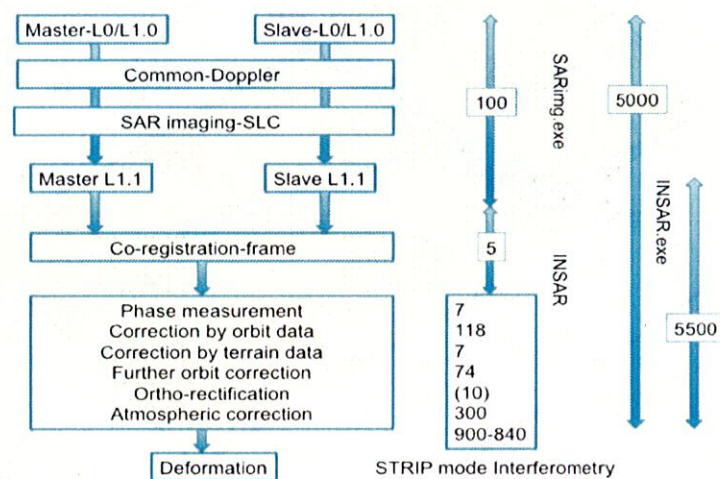 Master-L0/L1.0
Slave-L0/L1.0
Common-Doppler
SAR imaging-SLC
Master L1.1
Slave L1.1
Co-registration-frame
Phase measurement
Correction by orbit data
Correction by terrain data
Further orbit correction
Ortho-rectification
Atmospheric correction
Deformation
100
SARimg.exe
5
INSAR
7
118
7
74
(10)
300
900-840
STRIP mode Interferometry
5000
INSAR.exe
5500